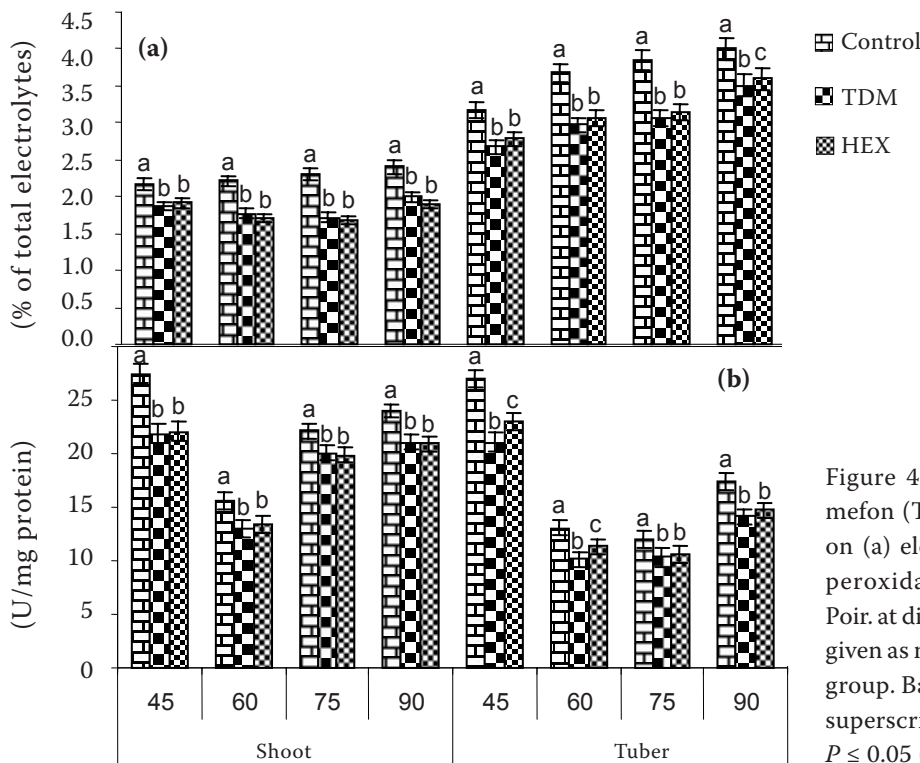 (% of total electrolytes)
4.5
4.0
3.5
3.0
2.5
2.0
1.5
1.0
0.5
0.0
(a)
a b b
a b b
a b b
a b b
a b b
a b b
a b b
a b c
Control
TDM
HEX
(U/mg protein)
25
20
15
10
5
0
(b)
a b b
a b b
a b b
a b b
a b c
a b c
a b b
a b b
45 60 75 90 45 60 75 90
Shoot Tuber
Figure 4
mefon (T
on (a) ele
peroxida
Poir. at di
given as
group. Ba
superscri
P ≤ 0.05